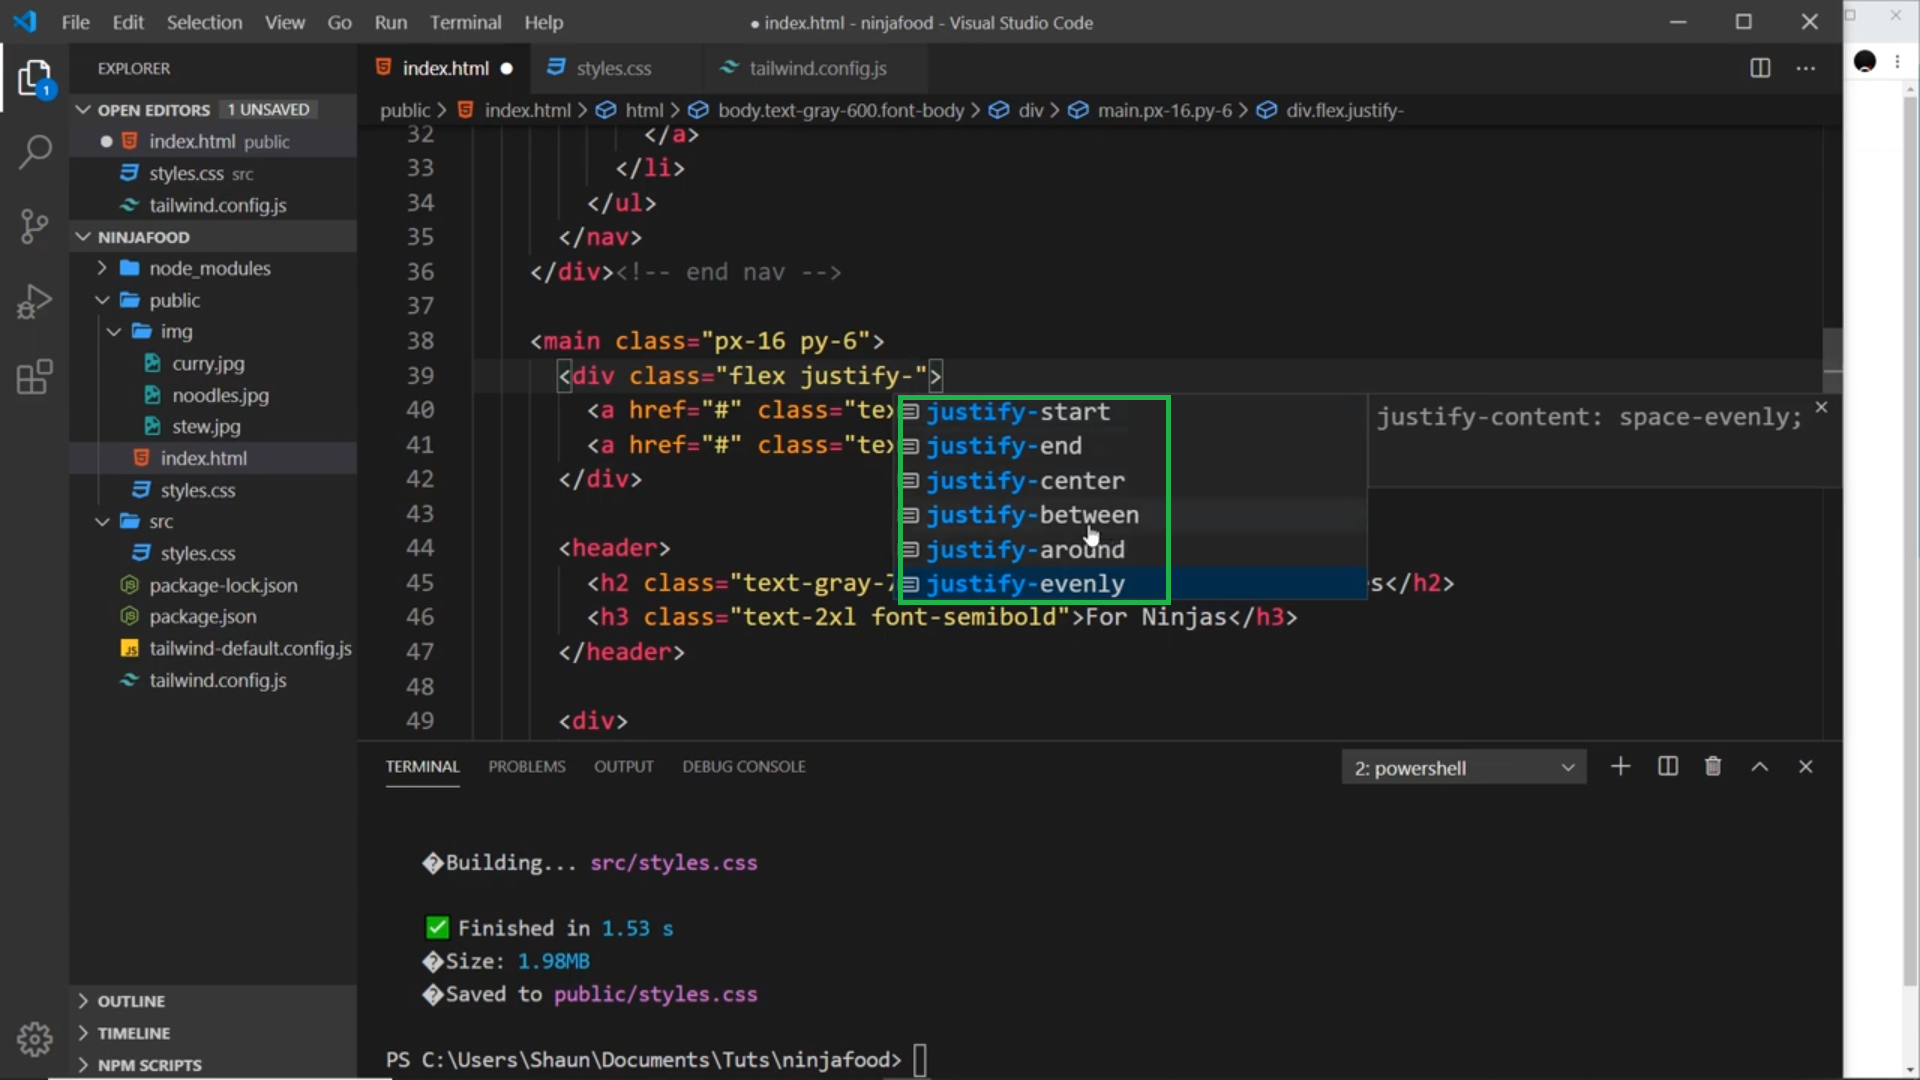 File Edit Selection View Go Run Terminal Help
● index.html - ninjafood - Visual Studio Code
EXPLORER
1
OPEN EDITORS 1 UNSAVED
index.html public
styles.css src
tailwind.config.js
NINJAFOOD
node_modules
public
img
curry.jpg
noodles.jpg
stew.jpg
index.html
styles.css
src
styles.css
package-lock.json
package.json
JS tailwind-default.config.js
tailwind.config.js
OUTLINE
TIMELINE
NPM SCRIPTS
index.html ● styles.css tailwind.config.js
public > index.html > html > body.text-gray-600.font-body > div > main.px-16.py-6 > div.flex.justify-
32 </a>
33 </li>
34 </ul>
35 </nav>
36 </div><!-- end nav -->
37
38 <main class="px-16 py-6">
39 <div class="flex justify-">
40 <a href="#" class="te
41 <a href="#" class="te
42 </div>
43
44 <header>
45 <h2 class="text-gray- s</h2>
46 <h3 class="text-2xl font-semibold">For Ninjas</h3>
47 </header>
48
49 <div>
justify-start
justify-end
justify-center
justify-between
justify-around
justify-evenly
justify-content: space-evenly;
TERMINAL PROBLEMS OUTPUT DEBUG CONSOLE
2: powershell
�Building... src/styles.css
✅ Finished in 1.53 s
�Size: 1.98MB
�Saved to public/styles.css
PS C:\Users\Shaun\Documents\Tuts\ninjafood>